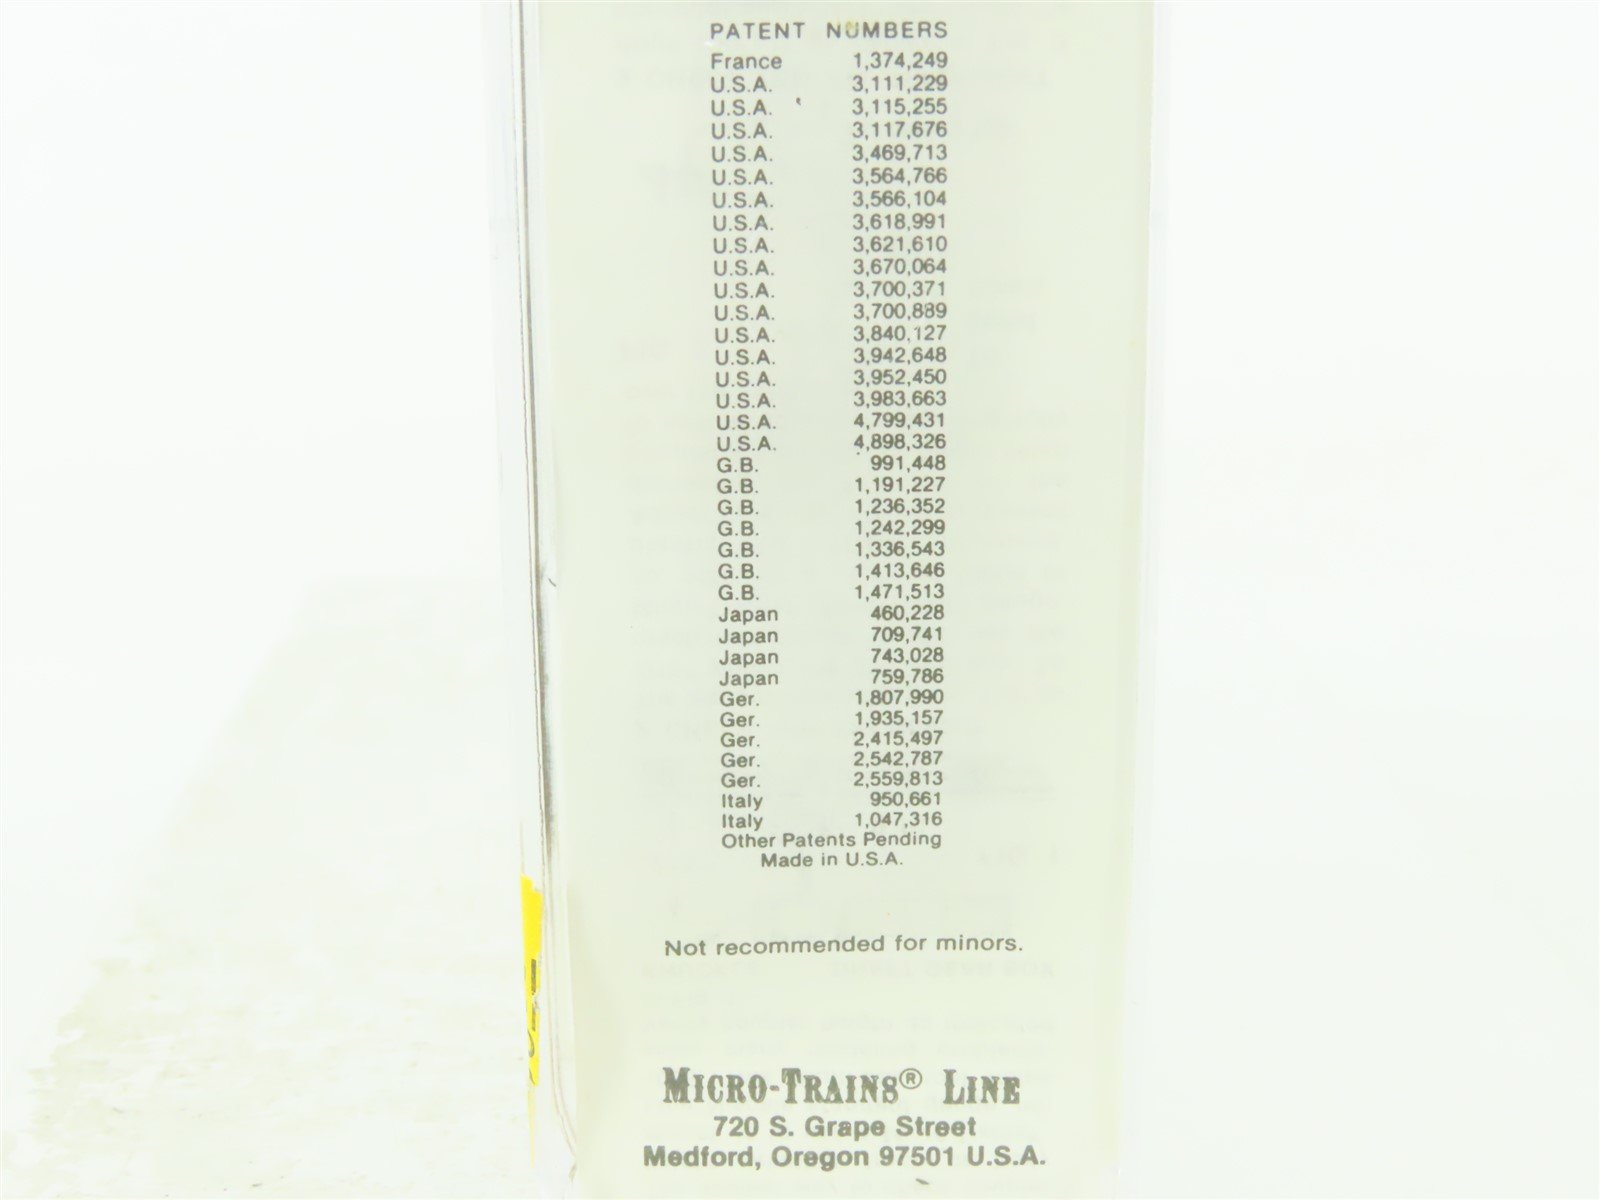 PATENT NUMBERS
France 1,374,249
U.S.A. 3,111,229
U.S.A. 3,115,255
U.S.A. 3,117,676
U.S.A. 3,469,713
U.S.A. 3,564,766
U.S.A. 3,566,104
U.S.A. 3,618,991
U.S.A. 3,621,610
U.S.A. 3,670,064
U.S.A. 3,700,371
U.S.A. 3,700,889
U.S.A. 3,840,127
U.S.A. 3,942,648
U.S.A. 3,952,450
U.S.A. 3,983,663
U.S.A. 4,799,431
U.S.A. 4,898,326
G.B. 991,448
G.B. 1,191,227
G.B. 1,236,352
G.B. 1,242,299
G.B. 1,336,543
G.B. 1,413,646
G.B. 1,471,513
Japan 460,228
Japan 709,741
Japan 743,028
Japan 759,786
Ger. 1,807,990
Ger. 1,935,157
Ger. 2,415,497
Ger. 2,542,787
Ger. 2,559,813
Italy 950,661
Italy 1,047,316
Other Patents Pending
Made in U.S.A.
Not recommended for minors.
MICRO-TRAINS® LINE
720 S. Grape Street
Medford, Oregon 97501 U.S.A.